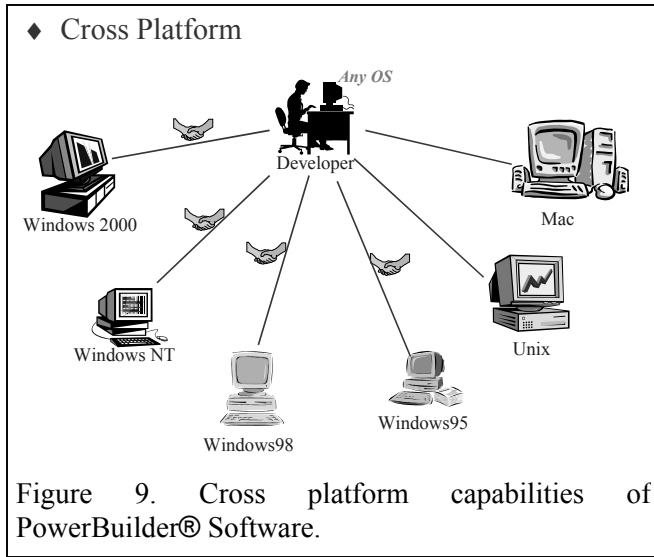 ♦ Cross Platform
Any OS
Developer
Windows 2000
Mac
Windows NT
Unix
Windows98
Windows95
Figure 9. Cross platform capabilities of
PowerBuilder® Software.